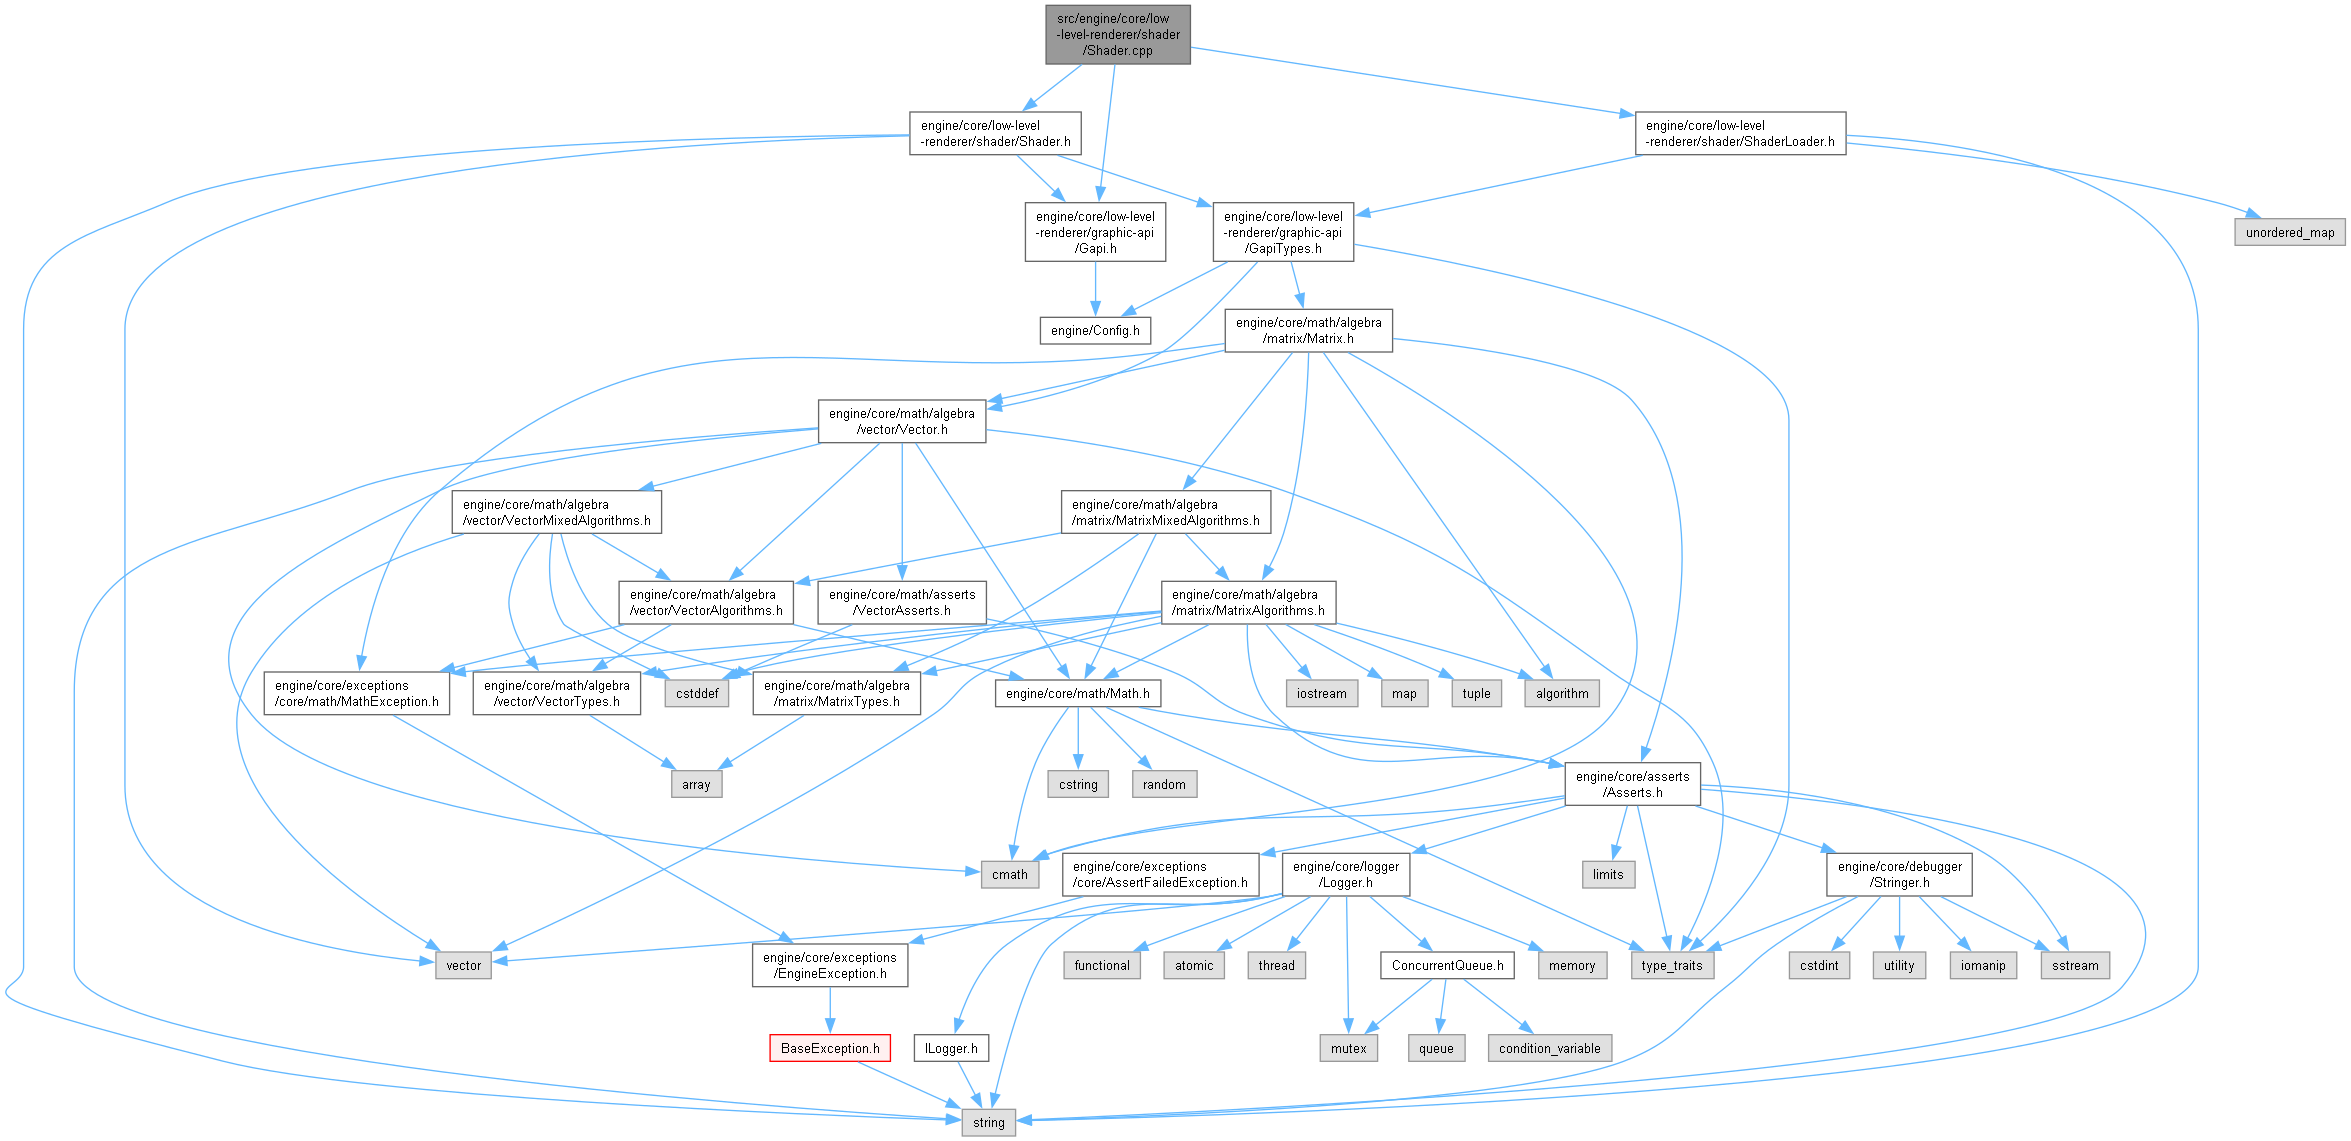 src/engine/core/low
-level-renderer/shader
/Shader.cpp
engine/core/low-level
-renderer/shader/Shader.h
engine/core/low-level
-renderer/shader/ShaderLoader.h
engine/core/low-level
-renderer/graphic-api
/Gapi.h
engine/core/low-level
-renderer/graphic-api
/GapiTypes.h
unordered_map
engine/Config.h
engine/core/math/algebra
/matrix/Matrix.h
engine/core/math/algebra
/vector/Vector.h
engine/core/math/algebra
/vector/VectorMixedAlgorithms.h
engine/core/math/algebra
/matrix/MatrixMixedAlgorithms.h
engine/core/math/algebra
/vector/VectorAlgorithms.h
engine/core/math/asserts
/VectorAsserts.h
engine/core/math/algebra
/matrix/MatrixAlgorithms.h
engine/core/exceptions
/core/math/MathException.h
engine/core/math/algebra
/vector/VectorTypes.h
cstddef
engine/core/math/algebra
/matrix/MatrixTypes.h
engine/core/math/Math.h
iostream
map
tuple
algorithm
array
cstring
random
engine/core/asserts
/Asserts.h
cmath
engine/core/exceptions
/core/AssertFailedException.h
engine/core/logger
/Logger.h
limits
engine/core/debugger
/Stringer.h
vector
engine/core/exceptions
/EngineException.h
functional
atomic
thread
ConcurrentQueue.h
memory
type_traits
cstdint
utility
iomanip
sstream
BaseException.h
ILogger.h
mutex
queue
condition_variable
string